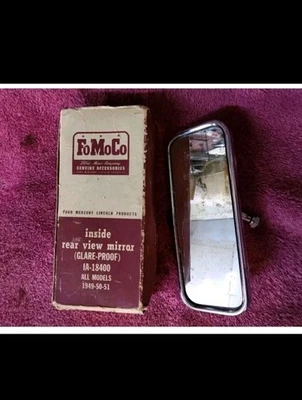 FoMoCo
Ford Motor Company
GENUINE ACCESSORIES
FORD MERCURY LINCOLN PRODUCTS
inside
rear view mirror
(GLARE-PROOF)
IA-18400
ALL MODELS
1949-50-51